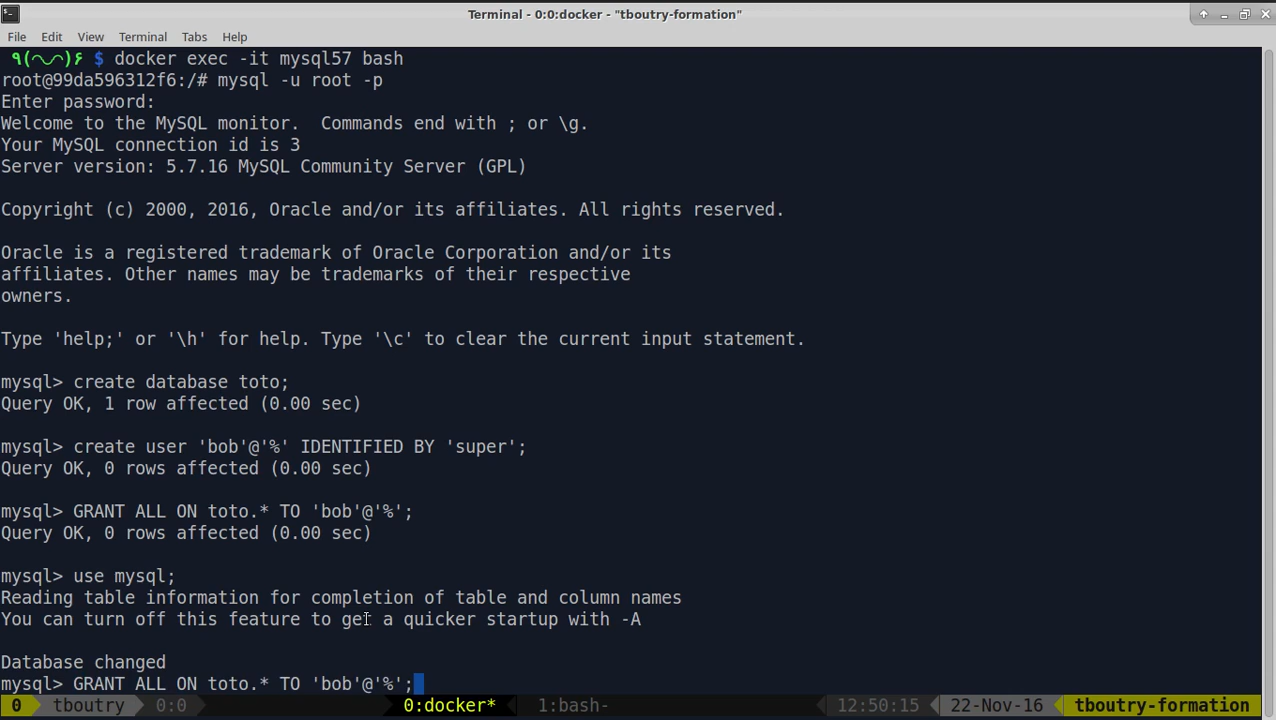 Terminal - 0:0:docker - "tboutry-formation"
File Edit View Terminal Tabs Help
٩(◠◡◠)۶ $ docker exec -it mysql57 bash
root@99da596312f6:/# mysql -u root -p
Enter password:
Welcome to the MySQL monitor.  Commands end with ; or \g.
Your MySQL connection id is 3
Server version: 5.7.16 MySQL Community Server (GPL)
Copyright (c) 2000, 2016, Oracle and/or its affiliates. All rights reserved.
Oracle is a registered trademark of Oracle Corporation and/or its
affiliates. Other names may be trademarks of their respective
owners.
Type 'help;' or '\h' for help. Type '\c' to clear the current input statement.
mysql> create database toto;
Query OK, 1 row affected (0.00 sec)
mysql> create user 'bob'@'%' IDENTIFIED BY 'super';
Query OK, 0 rows affected (0.00 sec)
mysql> GRANT ALL ON toto.* TO 'bob'@'%';
Query OK, 0 rows affected (0.00 sec)
mysql> use mysql;
Reading table information for completion of table and column names
You can turn off this feature to get a quicker startup with -A
Database changed
mysql> GRANT ALL ON toto.* TO 'bob'@'%';
0 tboutry 0:0 0:docker* 1:bash- 12:50:15 22-Nov-16 tboutry-formation